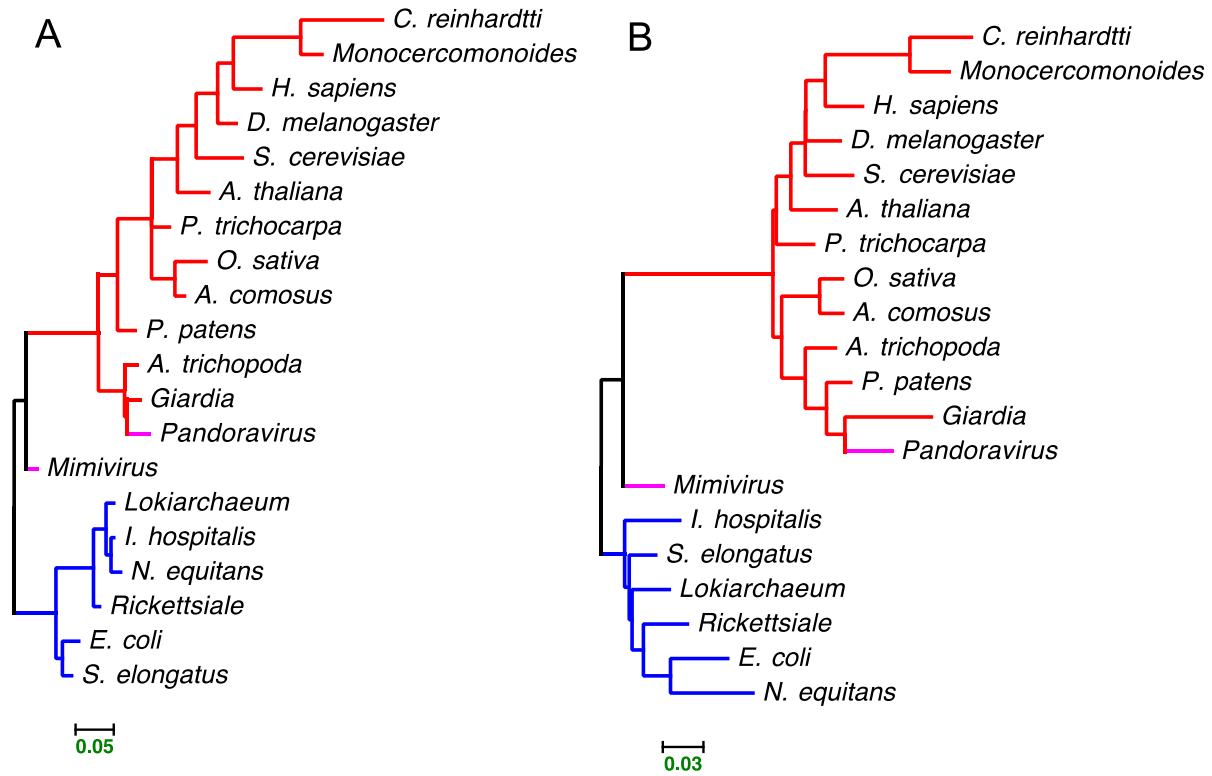 A
C. reinhardtti
Monocercomonoides
H. sapiens
D. melanogaster
S. cerevisiae
A. thaliana
P. trichocarpa
O. sativa
A. comosus
P. patens
A. trichopoda
Giardia
Pandoravirus
Mimivirus
Lokiarchaeum
I. hospitalis
N. equitans
Rickettsiale
E. coli
S. elongatus
0.05
B
C. reinhardtti
Monocercomonoides
H. sapiens
D. melanogaster
S. cerevisiae
A. thaliana
P. trichocarpa
O. sativa
A. comosus
A. trichopoda
P. patens
Giardia
Pandoravirus
Mimivirus
I. hospitalis
S. elongatus
Lokiarchaeum
Rickettsiale
E. coli
N. equitans
0.03